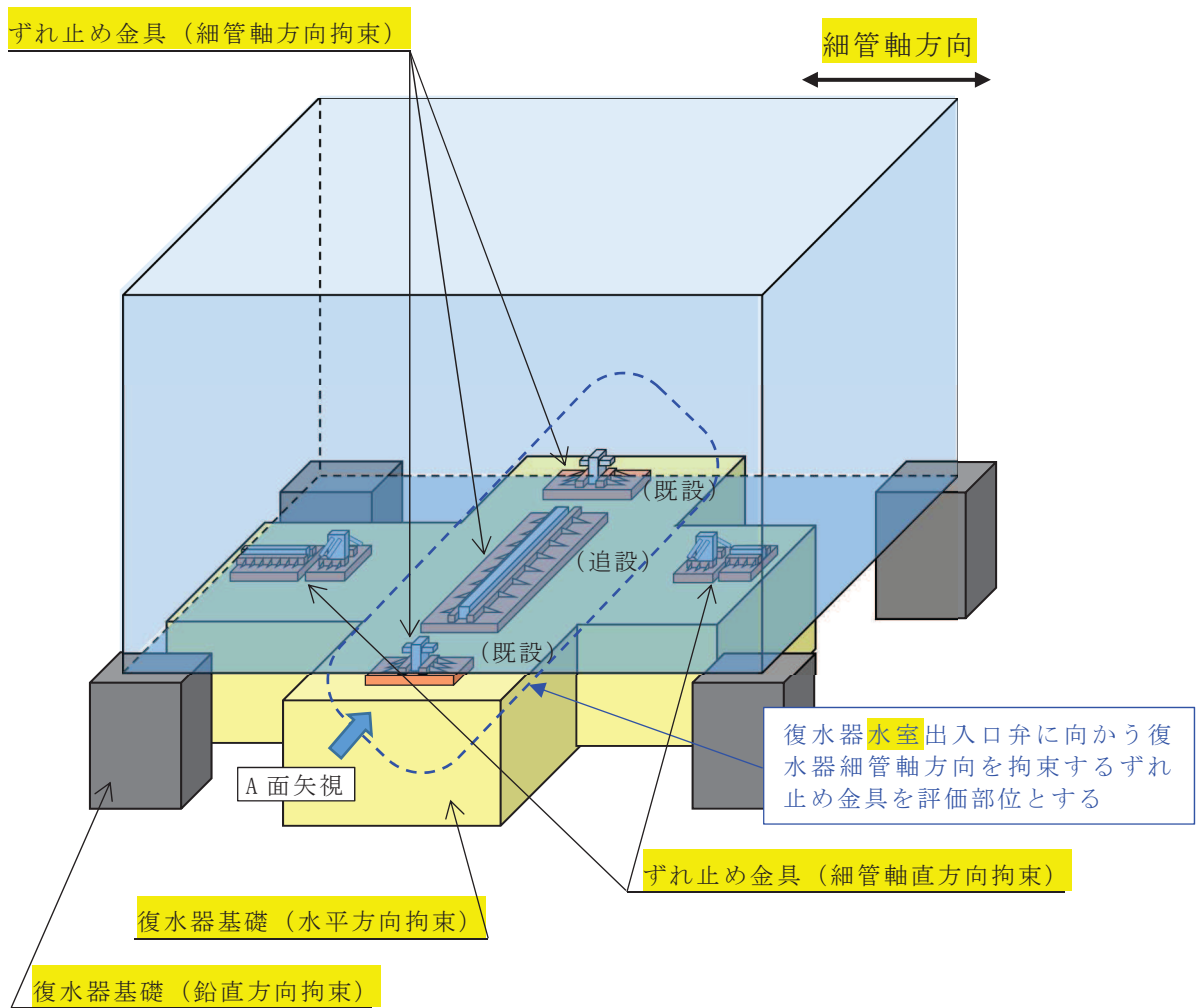 ずれ止め金具（細管軸方向拘束）
細管軸方向
（既設）
（追設）
（既設）
A 面矢視
復水器水室出入口弁に向かう復
水器細管軸方向を拘束するずれ
止め金具を評価部位とする
ずれ止め金具（細管軸直方向拘束）
復水器基礎（水平方向拘束）
復水器基礎（鉛直方向拘束）